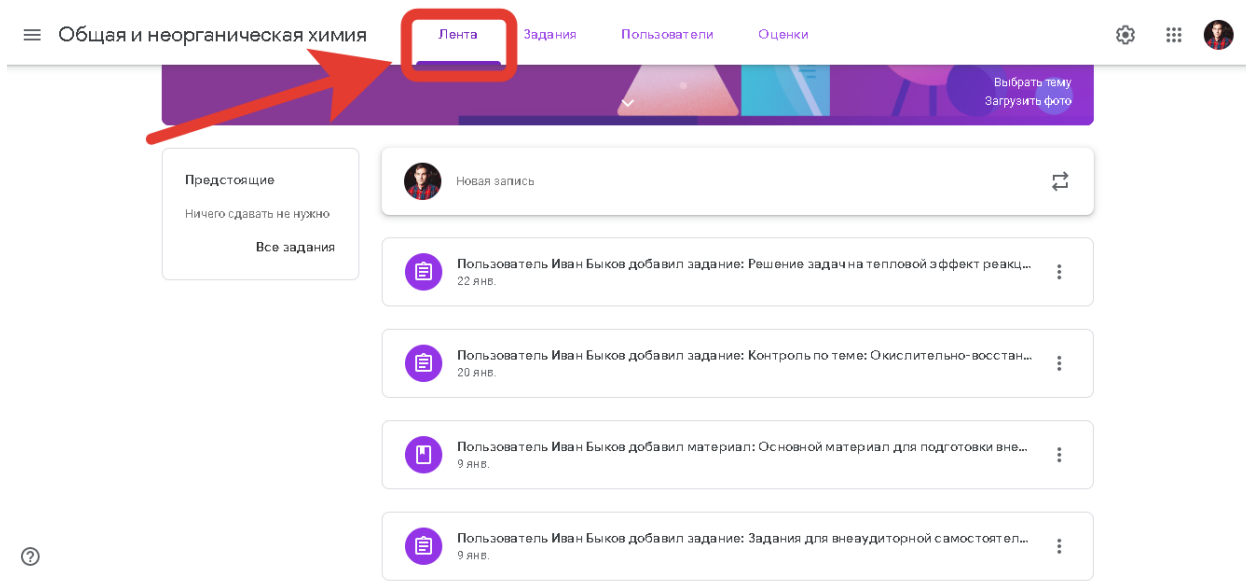 Общая и неорганическая химия
Лента
Задания
Пользователи
Оценки
Выбрать тему
Загрузить фото
Предстоящие
Ничего сдавать не нужно
Все задания
Новая запись
Пользователь Иван Быков добавил задание: Решение задач на тепловой эффект реакц...
22 янв.
Пользователь Иван Быков добавил задание: Контроль по теме: Окислительно-восстан...
20 янв.
Пользователь Иван Быков добавил материал: Основной материал для подготовки вне...
9 янв.
Пользователь Иван Быков добавил задание: Задания для внеаудиторной самостоятел...
9 янв.